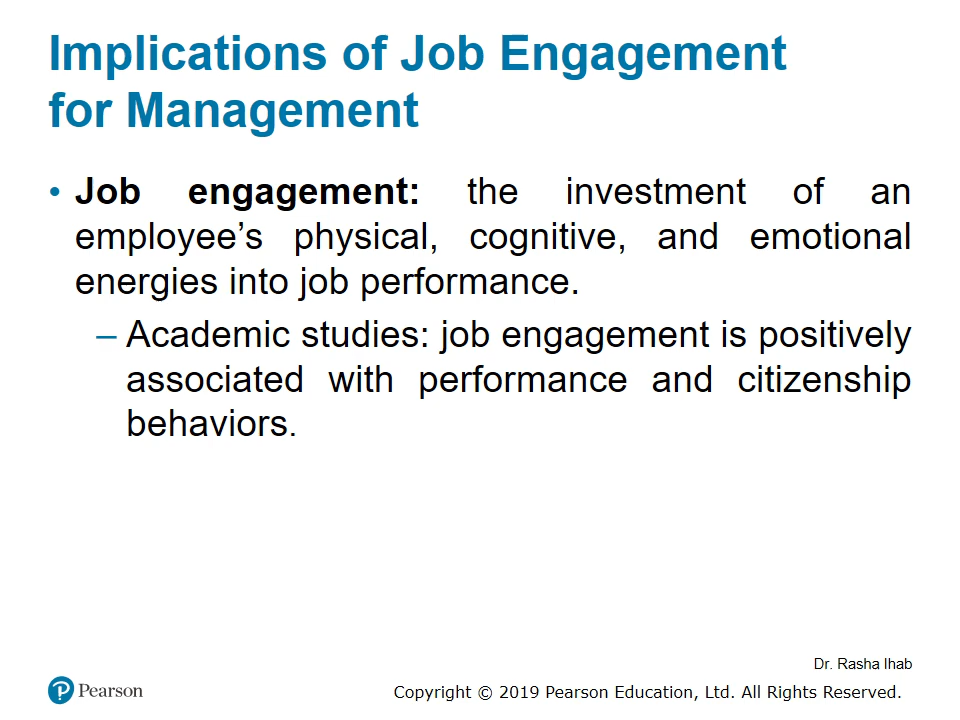 Implications of Job Engagement
for Management
• Job engagement: the investment of an
employee’s physical, cognitive, and emotional
energies into job performance.
– Academic studies: job engagement is positively
associated with performance and citizenship
behaviors.
Dr. Rasha Ihab
Pearson
Copyright © 2019 Pearson Education, Ltd. All Rights Reserved.